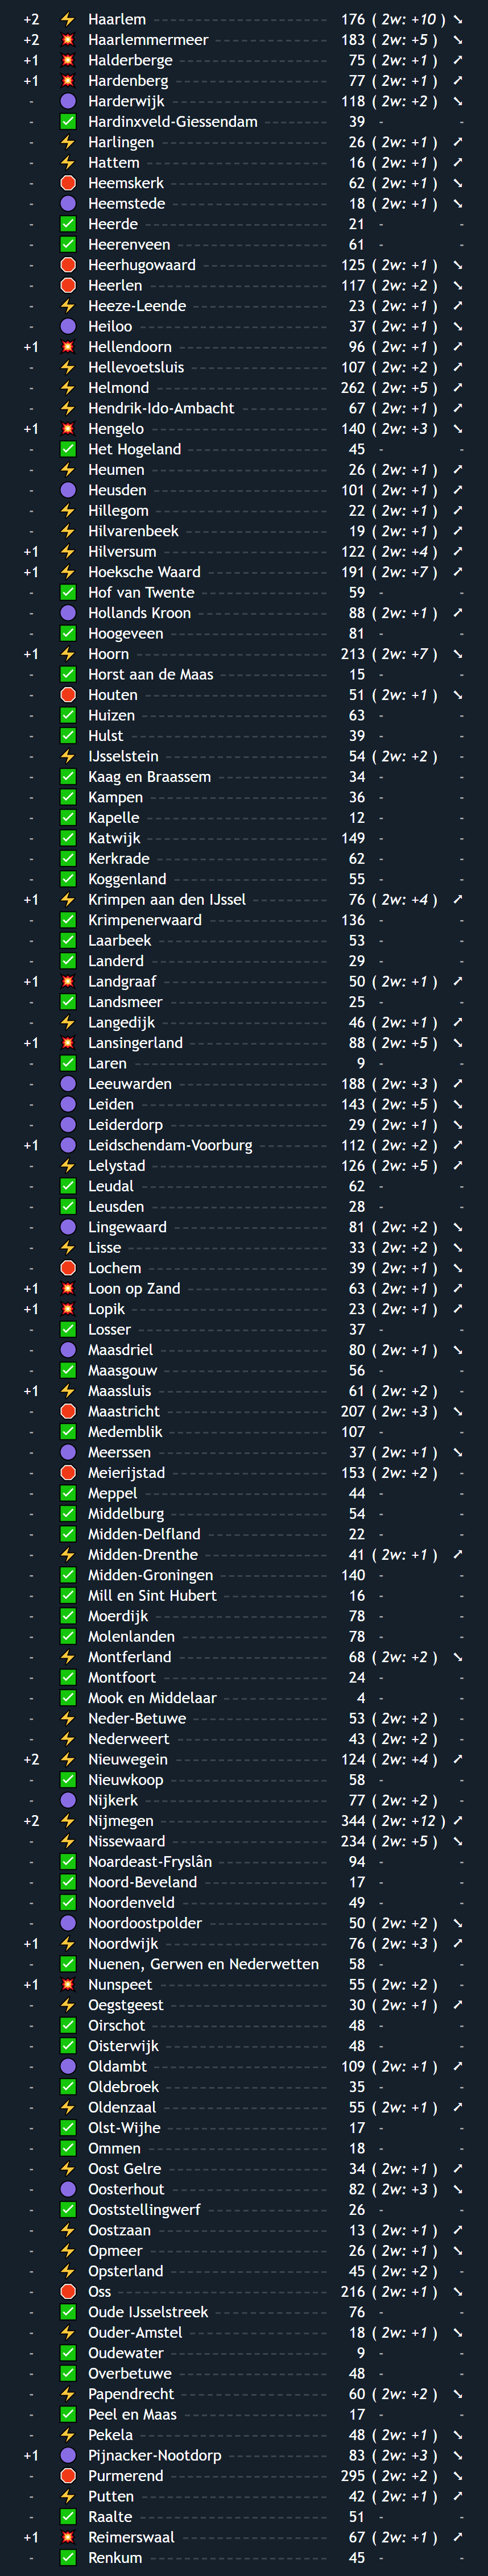 +2 ⚡ Haarlem 176 ( 2w: +10 ) ➘
+2 💥 Haarlemmermeer 183 ( 2w: +5 ) ➘
+1 💥 Halderberge 75 ( 2w: +1 ) ➚
+1 💥 Hardenberg 77 ( 2w: +1 ) ➚
- 🟣 Harderwijk 118 ( 2w: +2 ) ➘
- ✅ Hardinxveld-Giessendam 39 - -
- ⚡ Harlingen 26 ( 2w: +1 ) ➚
- ⚡ Hattem 16 ( 2w: +1 ) ➚
- 🛑 Heemskerk 62 ( 2w: +1 ) ➘
- 🟣 Heemstede 18 ( 2w: +1 ) ➘
- ✅ Heerde 21 - -
- ✅ Heerenveen 61 - -
- 🛑 Heerhugowaard 125 ( 2w: +1 ) ➘
- 🛑 Heerlen 117 ( 2w: +2 ) ➘
- ⚡ Heeze-Leende 23 ( 2w: +1 ) ➚
- 🟣 Heiloo 37 ( 2w: +1 ) ➘
+1 💥 Hellendoorn 96 ( 2w: +1 ) ➚
- ⚡ Hellevoetsluis 107 ( 2w: +2 ) ➚
- ⚡ Helmond 262 ( 2w: +5 ) ➚
- ⚡ Hendrik-Ido-Ambacht 67 ( 2w: +1 ) ➚
+1 💥 Hengelo 140 ( 2w: +3 ) ➘
- ✅ Het Hogeland 45 - -
- ⚡ Heumen 26 ( 2w: +1 ) ➚
- 🟣 Heusden 101 ( 2w: +1 ) ➚
- ⚡ Hillegom 22 ( 2w: +1 ) ➚
- ⚡ Hilvarenbeek 19 ( 2w: +1 ) ➚
+1 ⚡ Hilversum 122 ( 2w: +4 ) ➚
+1 ⚡ Hoeksche Waard 191 ( 2w: +7 ) ➚
- ✅ Hof van Twente 59 - -
- 🟣 Hollands Kroon 88 ( 2w: +1 ) ➚
- ✅ Hoogeveen 81 - -
+1 ⚡ Hoorn 213 ( 2w: +7 ) ➘
- ✅ Horst aan de Maas 15 - -
- 🛑 Houten 51 ( 2w: +1 ) ➘
- ✅ Huizen 63 - -
- ✅ Hulst 39 - -
- ⚡ IJsselstein 54 ( 2w: +2 ) -
- ✅ Kaag en Braassem 34 - -
- ✅ Kampen 36 - -
- ✅ Kapelle 12 - -
- ✅ Katwijk 149 - -
- ✅ Kerkrade 62 - -
- ✅ Koggenland 55 - -
+1 ⚡ Krimpen aan den IJssel 76 ( 2w: +4 ) ➚
- ✅ Krimpenerwaard 136 - -
- ✅ Laarbeek 53 - -
- ✅ Landerd 29 - -
+1 💥 Landgraaf 50 ( 2w: +1 ) ➚
- ✅ Landsmeer 25 - -
- ⚡ Langedijk 46 ( 2w: +1 ) ➚
+1 💥 Lansingerland 88 ( 2w: +5 ) ➘
- ✅ Laren 9 - -
- 🟣 Leeuwarden 188 ( 2w: +3 ) ➚
- 🟣 Leiden 143 ( 2w: +5 ) ➘
- 🟣 Leiderdorp 29 ( 2w: +1 ) ➘
+1 🟣 Leidschendam-Voorburg 112 ( 2w: +2 ) ➚
- ⚡ Lelystad 126 ( 2w: +5 ) ➚
- ✅ Leudal 62 - -
- ✅ Leusden 28 - -
- 🟣 Lingewaard 81 ( 2w: +2 ) ➘
- ⚡ Lisse 33 ( 2w: +2 ) ➘
- 🛑 Lochem 39 ( 2w: +1 ) ➘
+1 💥 Loon op Zand 63 ( 2w: +1 ) ➚
+1 💥 Lopik 23 ( 2w: +1 ) ➚
- ✅ Losser 37 - -
- 🟣 Maasdriel 80 ( 2w: +1 ) ➘
- ✅ Maasgouw 56 - -
+1 ⚡ Maassluis 61 ( 2w: +2 ) -
- 🛑 Maastricht 207 ( 2w: +3 ) ➘
- ✅ Medemblik 107 - -
- 🟣 Meerssen 37 ( 2w: +1 ) ➘
- 🛑 Meierijstad 153 ( 2w: +2 ) -
- ✅ Meppel 44 - -
- ✅ Middelburg 54 - -
- ✅ Midden-Delfland 22 - -
- ⚡ Midden-Drenthe 41 ( 2w: +1 ) ➚
- ✅ Midden-Groningen 140 - -
- ✅ Mill en Sint Hubert 16 - -
- ✅ Moerdijk 78 - -
- ✅ Molenlanden 78 - -
- ⚡ Montferland 68 ( 2w: +2 ) ➘
- ✅ Montfoort 24 - -
- ✅ Mook en Middelaar 4 - -
- ⚡ Neder-Betuwe 53 ( 2w: +2 ) -
- ⚡ Nederweert 43 ( 2w: +2 ) -
+2 ⚡ Nieuwegein 124 ( 2w: +4 ) ➚
- ✅ Nieuwkoop 58 - -
- 🟣 Nijkerk 77 ( 2w: +2 ) -
+2 ⚡ Nijmegen 344 ( 2w: +12 ) ➚
- ⚡ Nissewaard 234 ( 2w: +5 ) ➘
- ✅ Noardeast-Fryslân 94 - -
- ✅ Noord-Beveland 17 - -
- ✅ Noordenveld 49 - -
- 🟣 Noordoostpolder 50 ( 2w: +2 ) ➘
+1 ⚡ Noordwijk 76 ( 2w: +3 ) ➚
- ✅ Nuenen, Gerwen en Nederwetten 58 - -
+1 💥 Nunspeet 55 ( 2w: +2 ) -
- ⚡ Oegstgeest 30 ( 2w: +1 ) ➚
- ✅ Oirschot 48 - -
- ✅ Oisterwijk 48 - -
- 🟣 Oldambt 109 ( 2w: +1 ) ➚
- ✅ Oldebroek 35 - -
- ⚡ Oldenzaal 55 ( 2w: +1 ) ➚
- ✅ Olst-Wijhe 17 - -
- ✅ Ommen 18 - -
- ⚡ Oost Gelre 34 ( 2w: +1 ) ➚
- 🟣 Oosterhout 82 ( 2w: +3 ) ➘
- ✅ Ooststellingwerf 26 - -
- ⚡ Oostzaan 13 ( 2w: +1 ) ➚
- ⚡ Opmeer 26 ( 2w: +1 ) ➘
- ⚡ Opsterland 45 ( 2w: +2 ) -
- 🛑 Oss 216 ( 2w: +1 ) ➘
- ✅ Oude IJsselstreek 76 - -
- ⚡ Ouder-Amstel 18 ( 2w: +1 ) ➘
- ✅ Oudewater 9 - -
- ✅ Overbetuwe 48 - -
- ⚡ Papendrecht 60 ( 2w: +2 ) ➘
- ✅ Peel en Maas 17 - -
- ⚡ Pekela 48 ( 2w: +1 ) ➘
+1 🟣 Pijnacker-Nootdorp 83 ( 2w: +3 ) ➘
- 🛑 Purmerend 295 ( 2w: +2 ) ➘
- ⚡ Putten 42 ( 2w: +1 ) ➚
- ✅ Raalte 51 - -
+1 💥 Reimerswaal 67 ( 2w: +1 ) ➚
- ✅ Renkum 45 - -